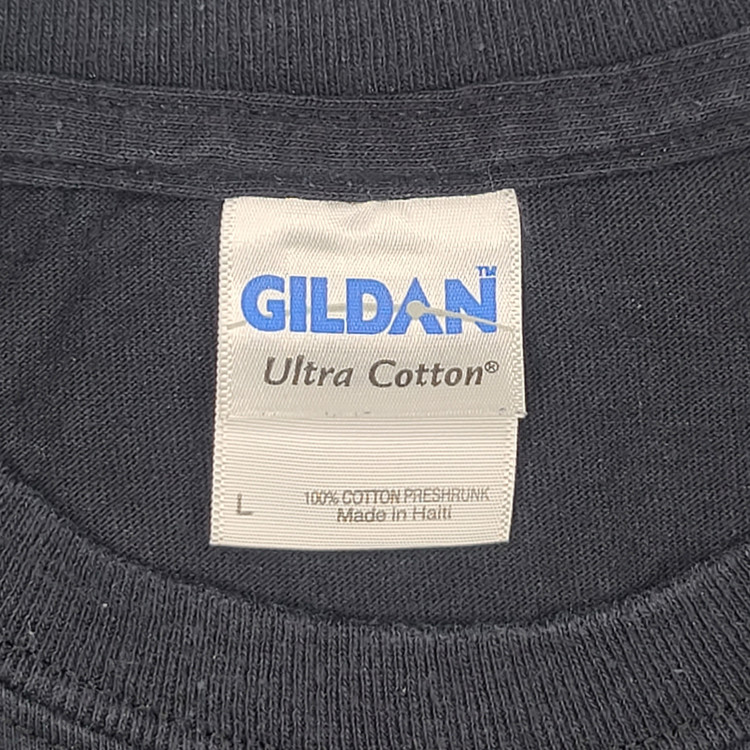 GILDAN™
Ultra Cotton®
L
100% COTTON PRESHRUNK
Made in Haiti